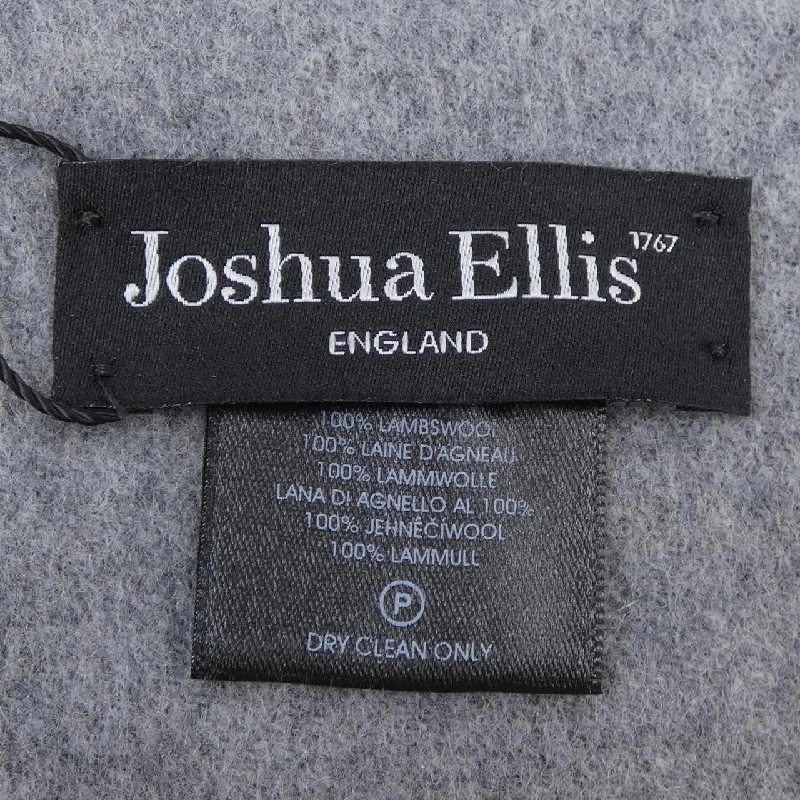 Joshua Ellis 1767
ENGLAND
100% LAMBSWOOL
100% LAINE D'AGNEAU
100% LAMMWOLLE
LANA DI AGNELLO AL 100%
100% JEHNĚČÍWOOL
100% LAMMULL
P
DRY CLEAN ONLY